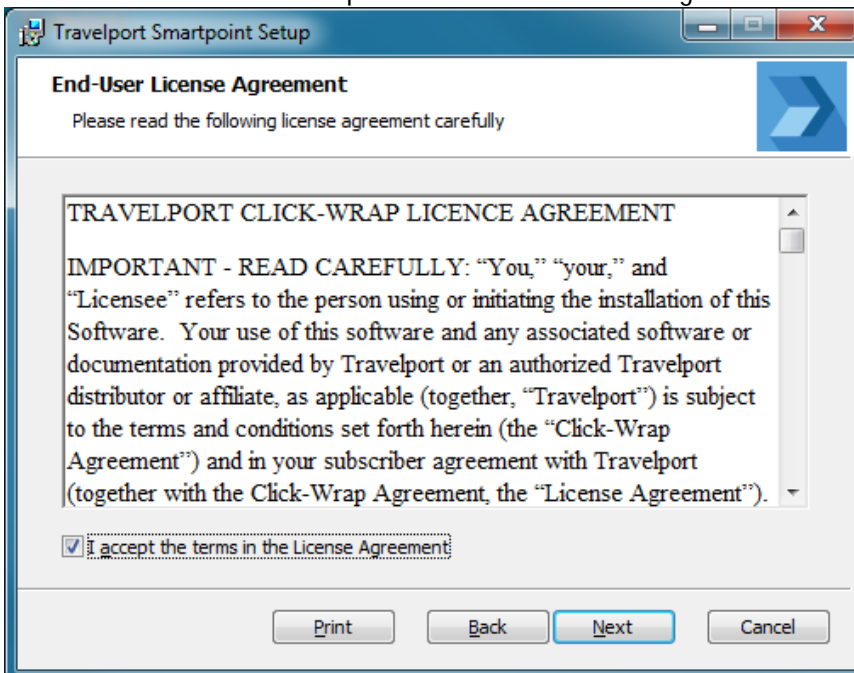 Travelport Smartpoint Setup
End-User License Agreement
Please read the following license agreement carefully
TRAVELPORT CLICK-WRAP LICENCE AGREEMENT
IMPORTANT - READ CAREFULLY: “You,” “your,” and
“Licensee” refers to the person using or initiating the installation of this
Software.  Your use of this software and any associated software or
documentation provided by Travelport or an authorized Travelport
distributor or affiliate, as applicable (together, “Travelport”) is subject
to the terms and conditions set forth herein (the “Click-Wrap
Agreement”) and in your subscriber agreement with Travelport
(together with the Click-Wrap Agreement, the “License Agreement”).
I accept the terms in the License Agreement
Print Back Next Cancel